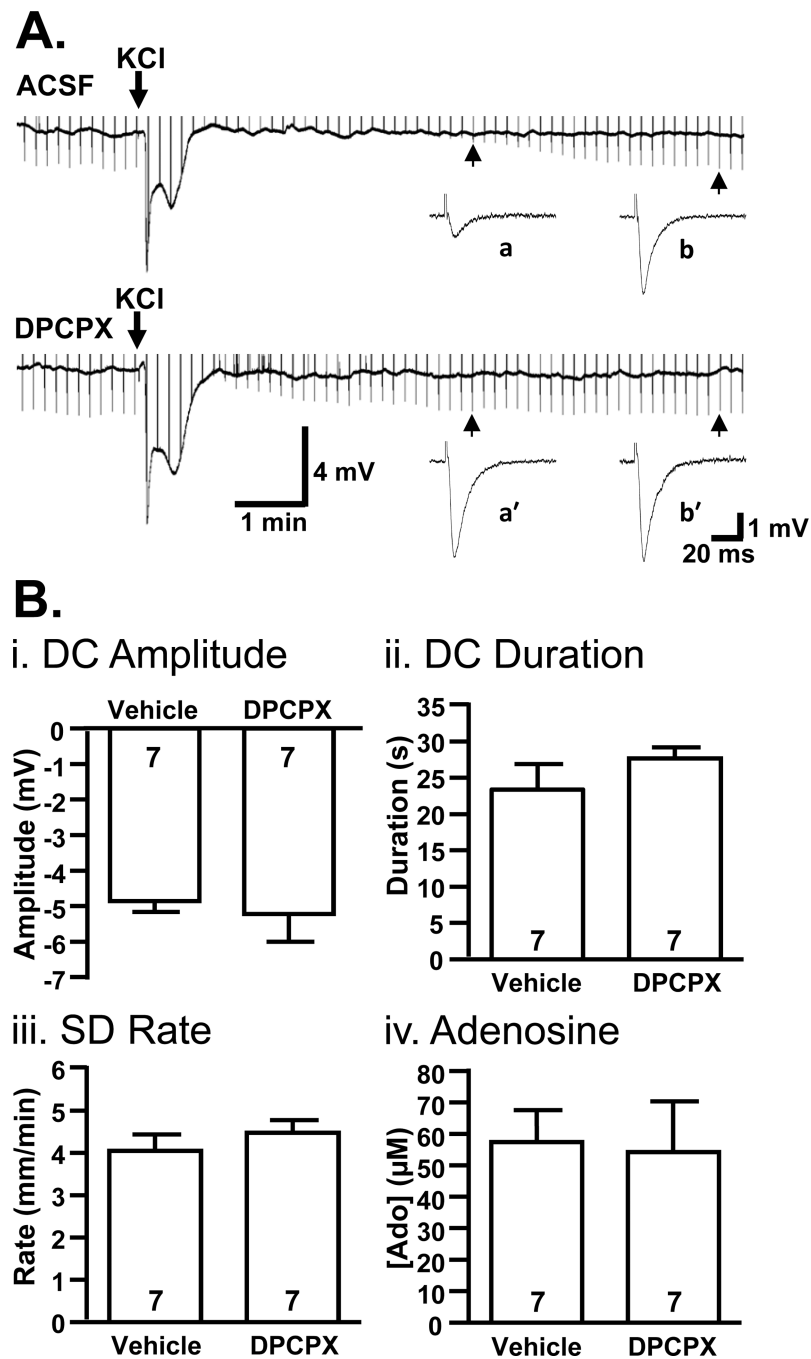 A.
KCl
ACSF
a
b
KCl
DPCPX
4 mV
1 min
a′
b′
1 mV
20 ms
B.
i. DC Amplitude
Vehicle DPCPX
Amplitude (mV)
0
-1
-2
-3
-4
-5
-6
-7
7 7
ii. DC Duration
Duration (s)
35
30
25
20
15
10
5
0
7 7
Vehicle DPCPX
iii. SD Rate
Rate (mm/min)
6
5
4
3
2
1
0
7 7
Vehicle DPCPX
iv. Adenosine
[Ado] (µM)
80
70
60
50
40
30
20
10
0
7 7
Vehicle DPCPX